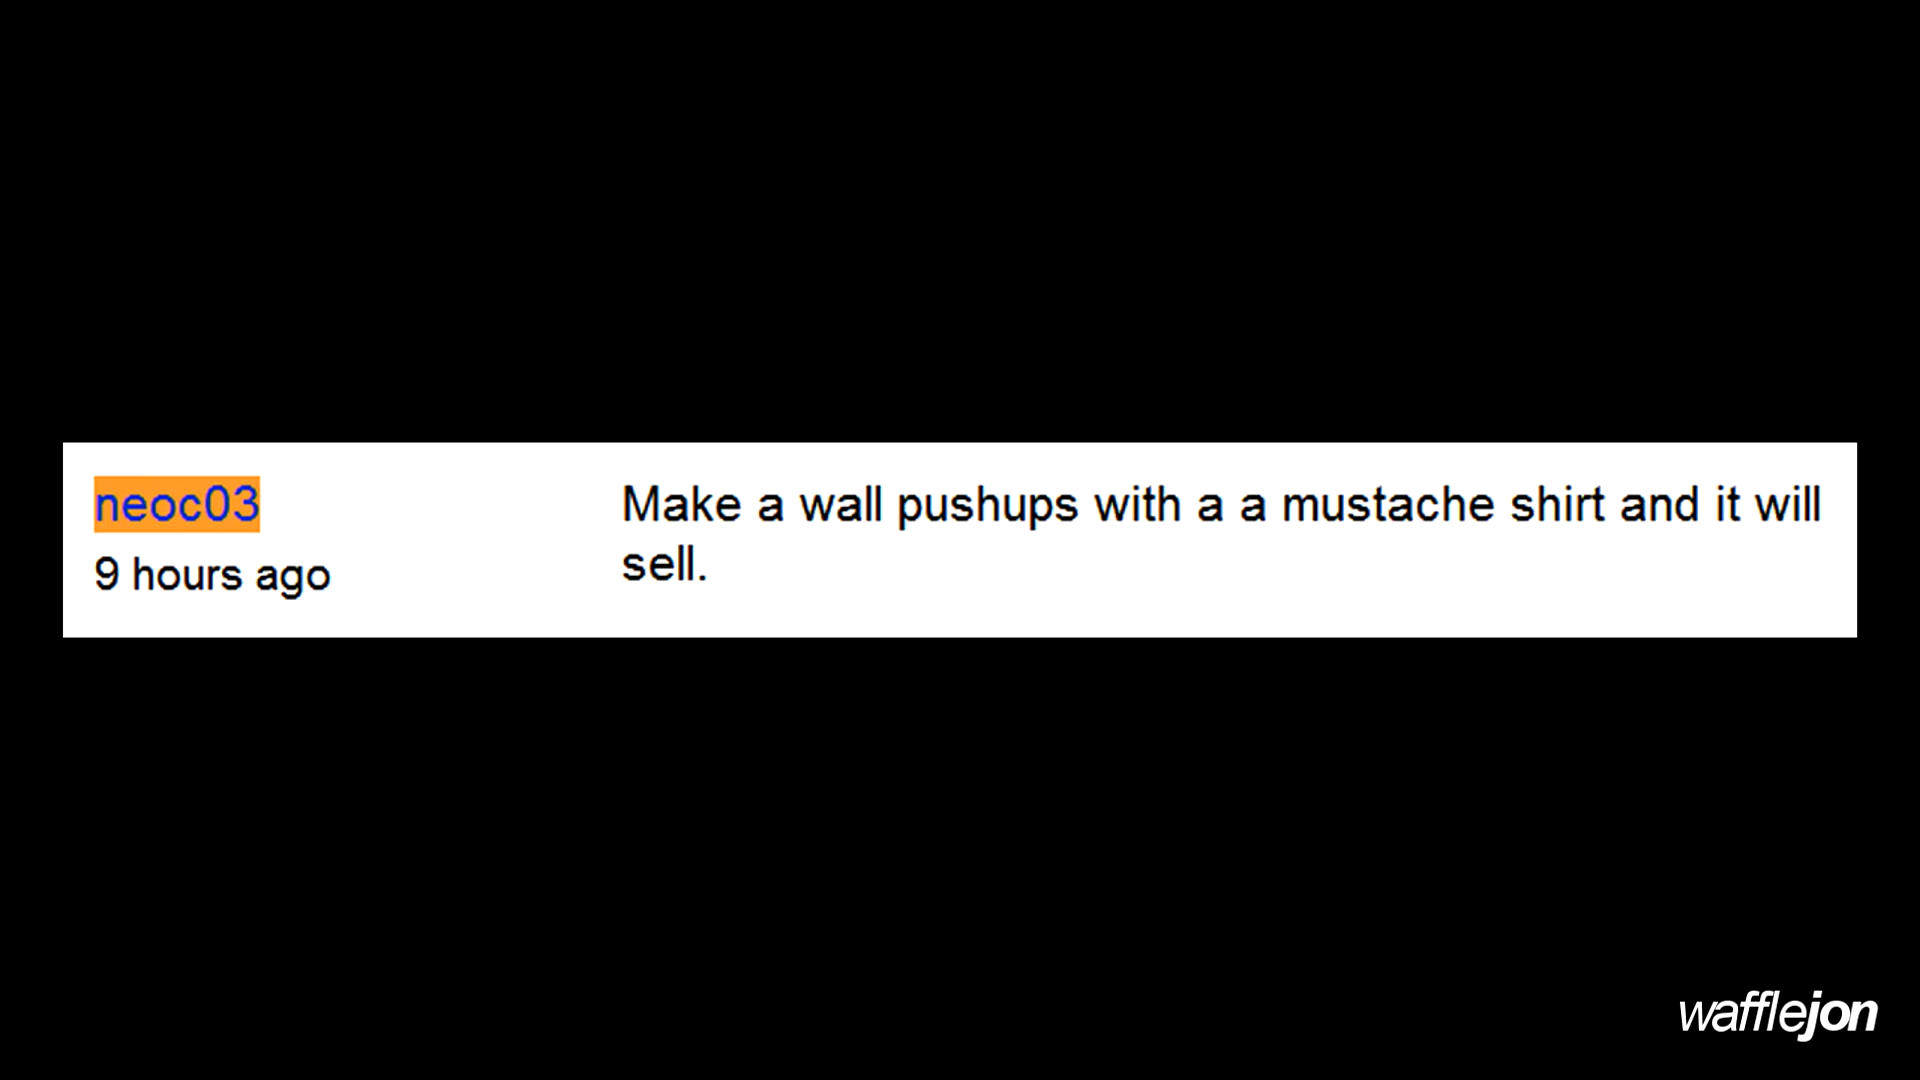 neoc03
9 hours ago
Make a wall pushups with a a mustache shirt and it will
sell.
wafflejon